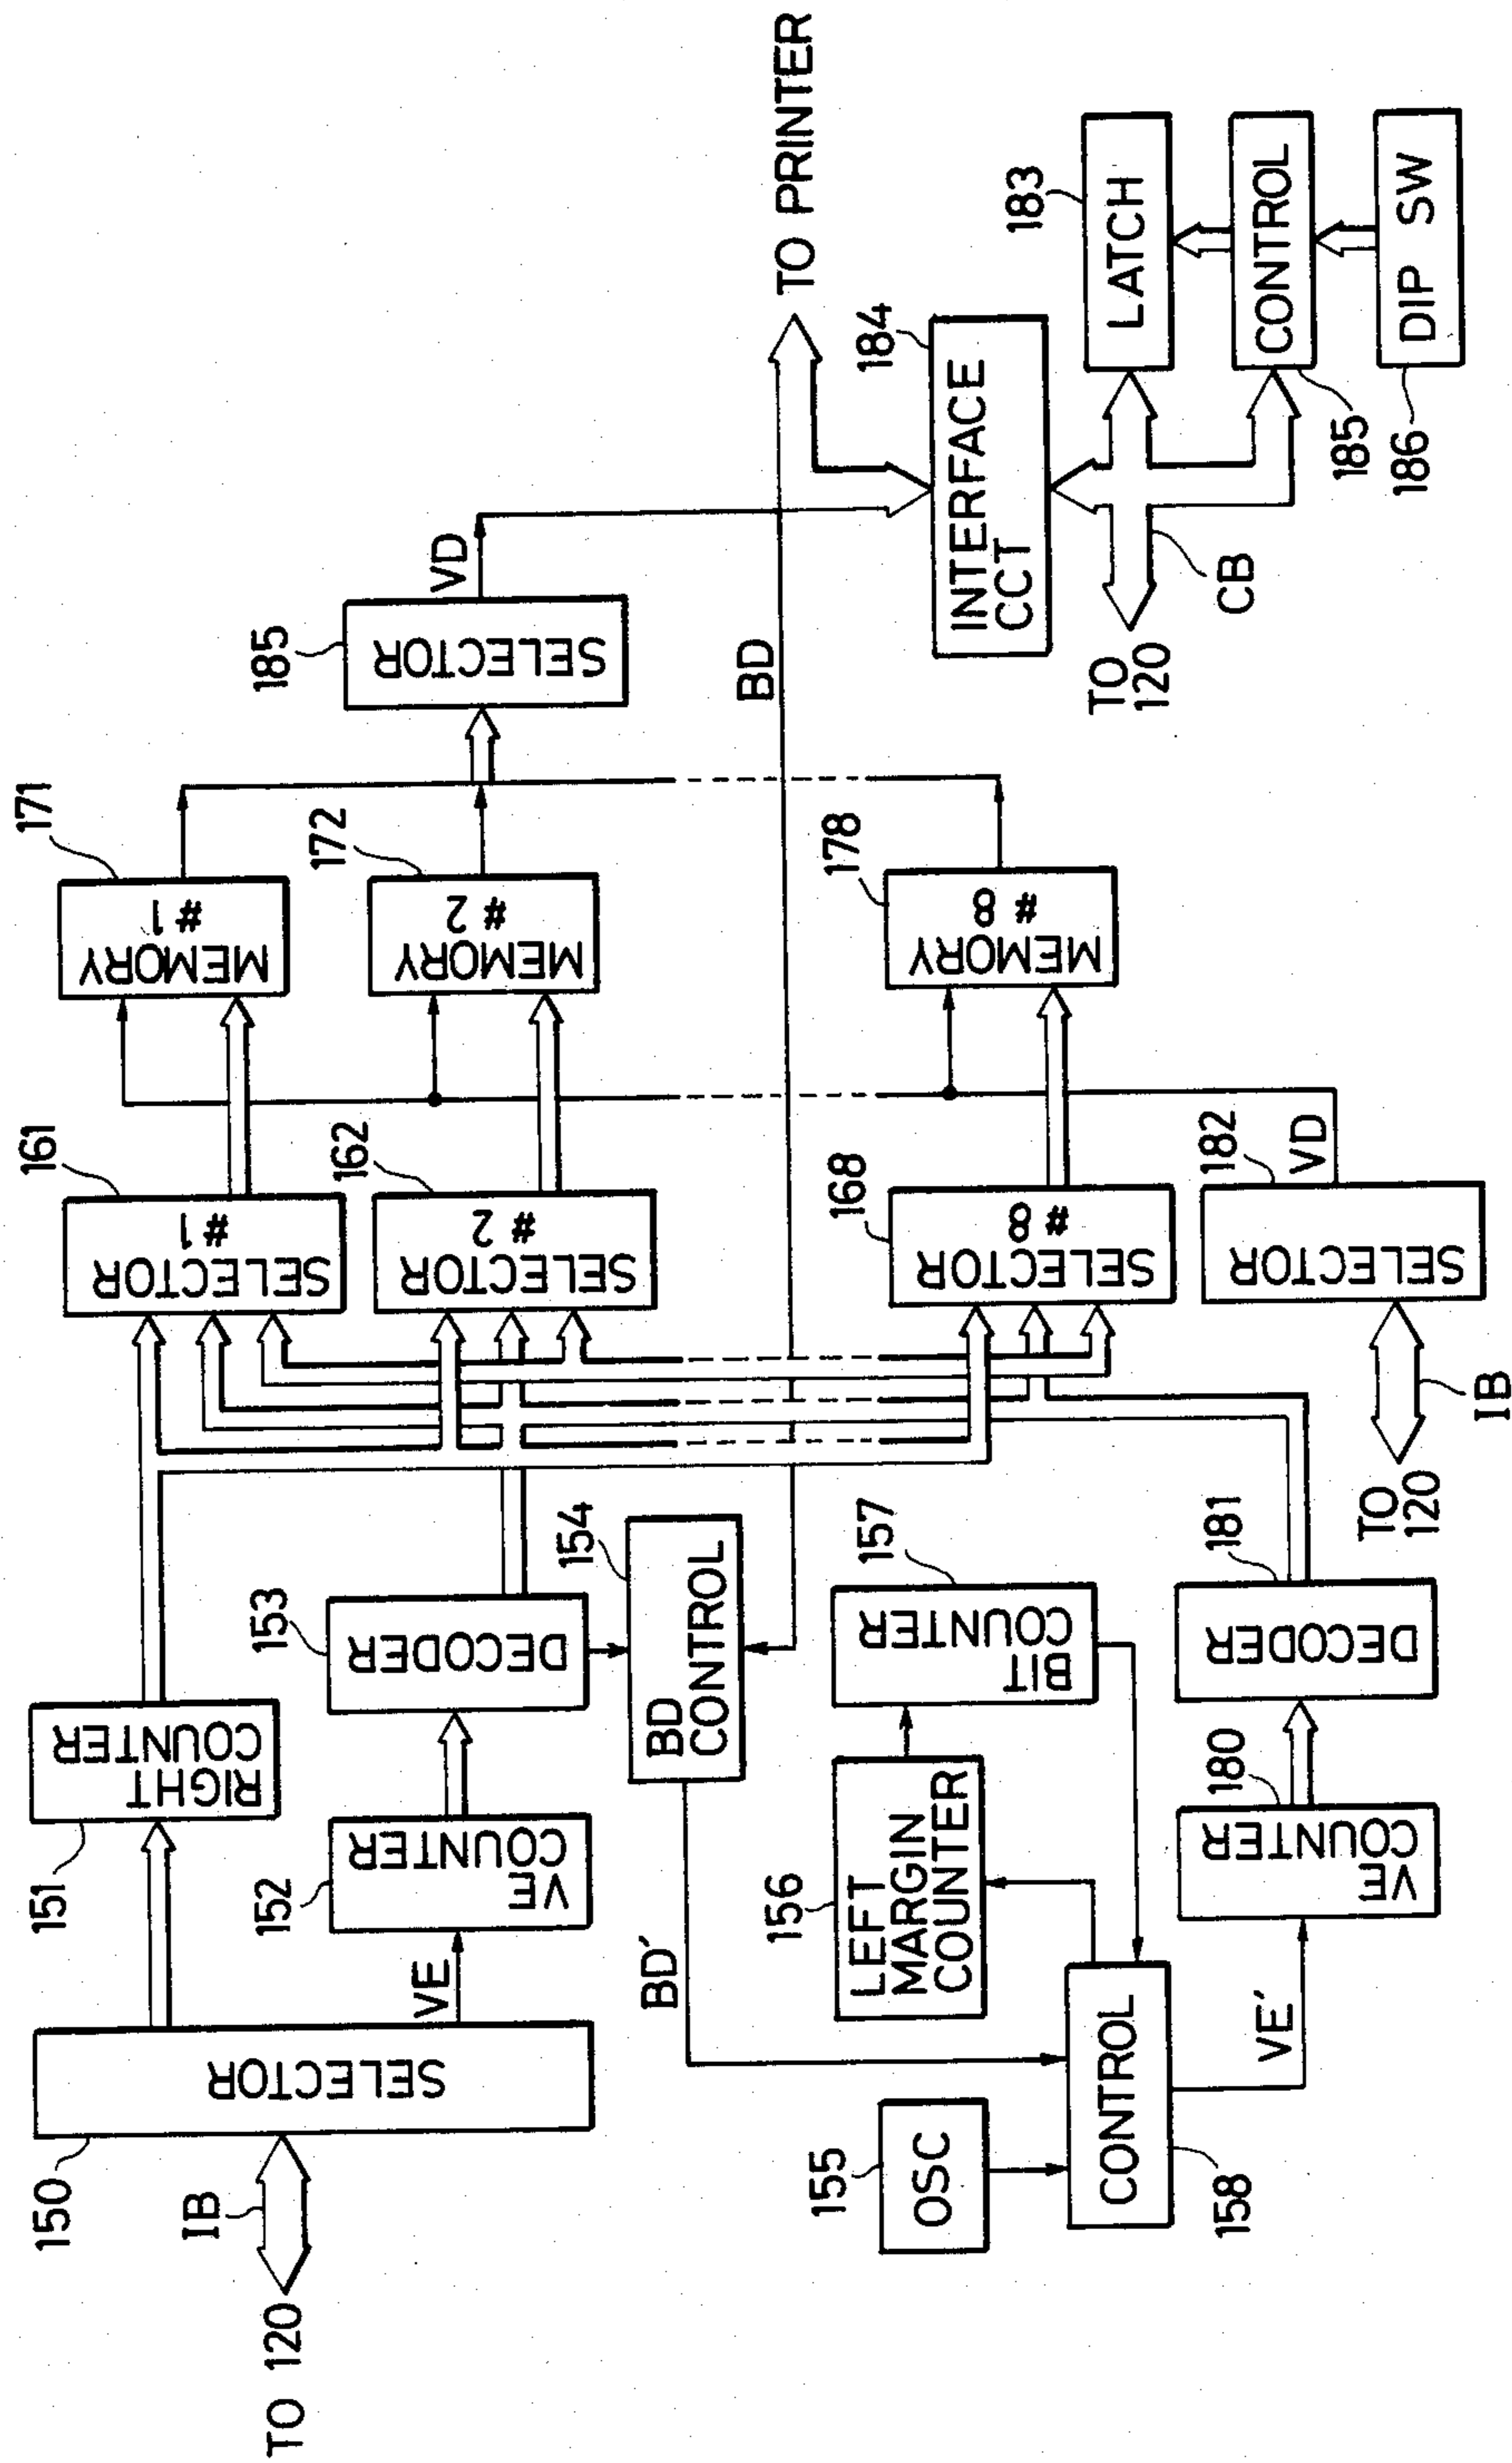 TO 120
IB
150
SELECTOR
VE
151
RIGHT
COUNTER
152
VE
COUNTER
153
DECODER
154
BD
CONTROL
BD'
155
OSC
158
CONTROL
156
LEFT
MARGIN
COUNTER
157
BIT
COUNTER
VE'
180
VE
COUNTER
181
DECODER
161
SELECTOR
#1
162
SELECTOR
#2
168
SELECTOR
#8
TO
120
IB
182
SELECTOR
VD
171
MEMORY
#1
172
MEMORY
#2
178
MEMORY
#8
185
SELECTOR
VD
BD
TO PRINTER
184
INTERFACE
CCT
TO
120
CB
183
LATCH
185
CONTROL
186
DIP SW